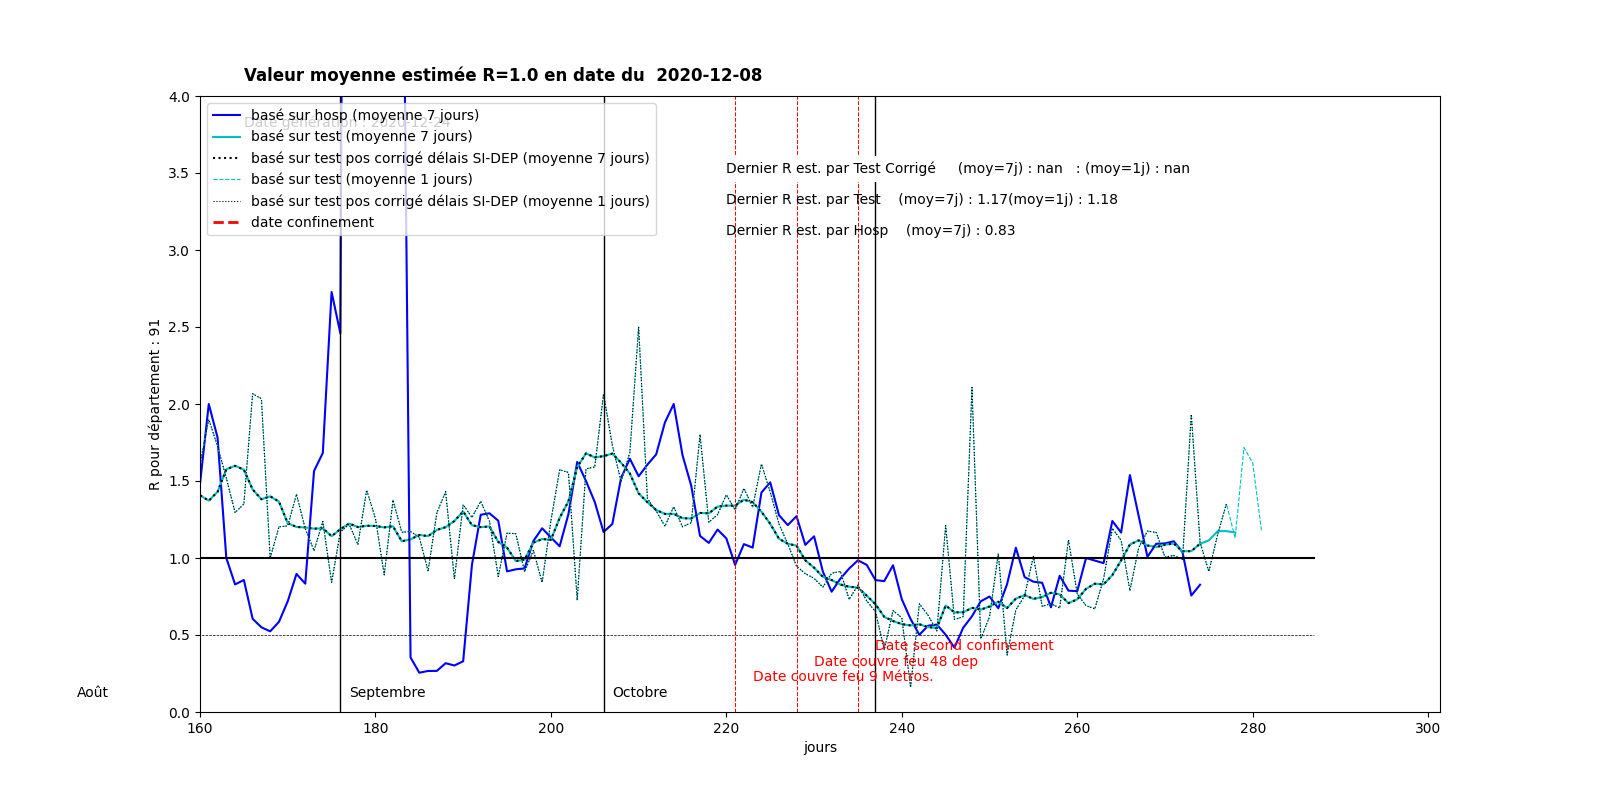 Valeur moyenne estimée R=1.0 en date du  2020-12-08
Date génération : 2020-12-24
basé sur hosp (moyenne 7 jours)
basé sur test (moyenne 7 jours)
basé sur test pos corrigé délais SI-DEP (moyenne 7 jours)
basé sur test (moyenne 1 jours)
basé sur test pos corrigé délais SI-DEP (moyenne 1 jours)
date confinement
Dernier R est. par Test Corrigé     (moy=7j) : nan   : (moy=1j) : nan
Dernier R est. par Test    (moy=7j) : 1.17(moy=1j) : 1.18
Dernier R est. par Hosp    (moy=7j) : 0.83
4.0
3.5
3.0
2.5
2.0
1.5
1.0
0.5
0.0
R pour département : 91
Date second confinement
Date couvre feu 48 dep
Date couvre feu 9 Métros.
Août
Septembre
Octobre
160 180 200 220 240 260 280 300
jours